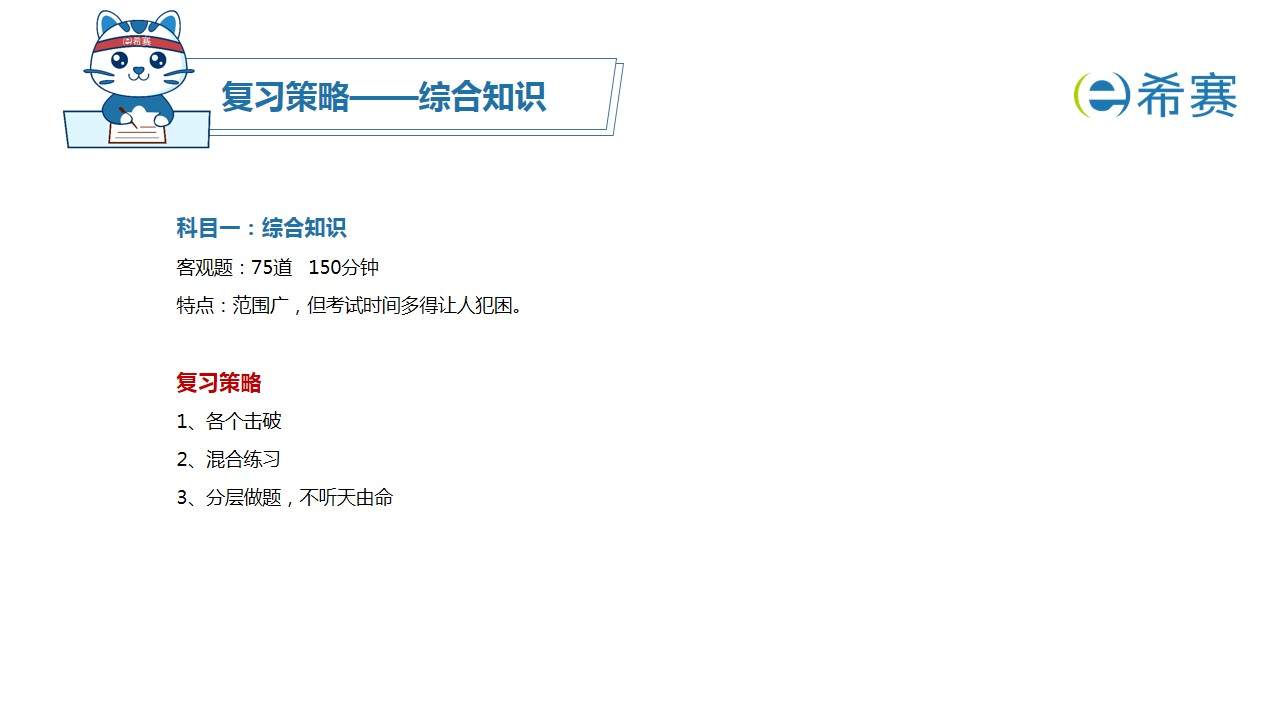 希赛
复习策略——综合知识
希赛
科目一：综合知识
客观题：75道 150分钟
特点：范围广，但考试时间多得让人犯困。
复习策略
1、各个击破
2、混合练习
3、分层做题，不听天由命